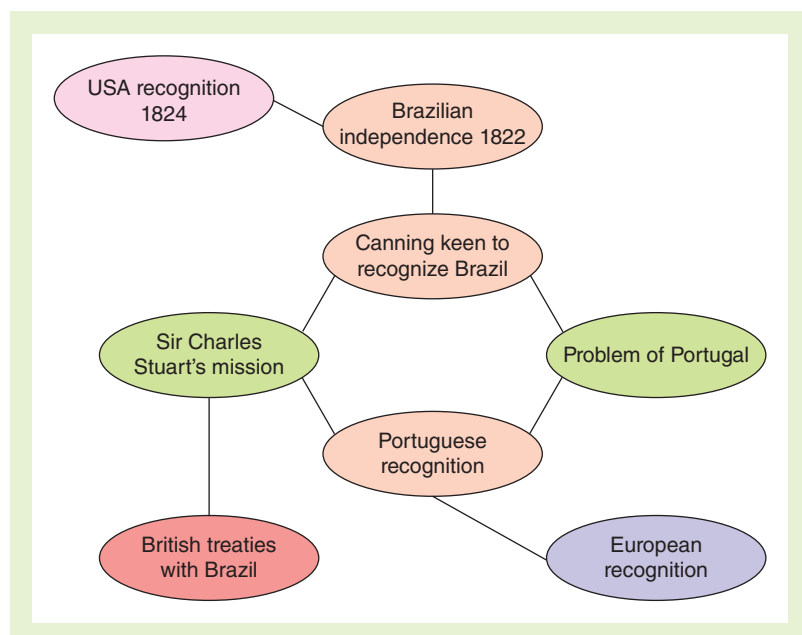 USA recognition
1824
Brazilian
independence 1822
Canning keen to
recognize Brazil
Sir Charles
Stuart's mission
Problem of Portugal
Portuguese
recognition
British treaties
with Brazil
European
recognition